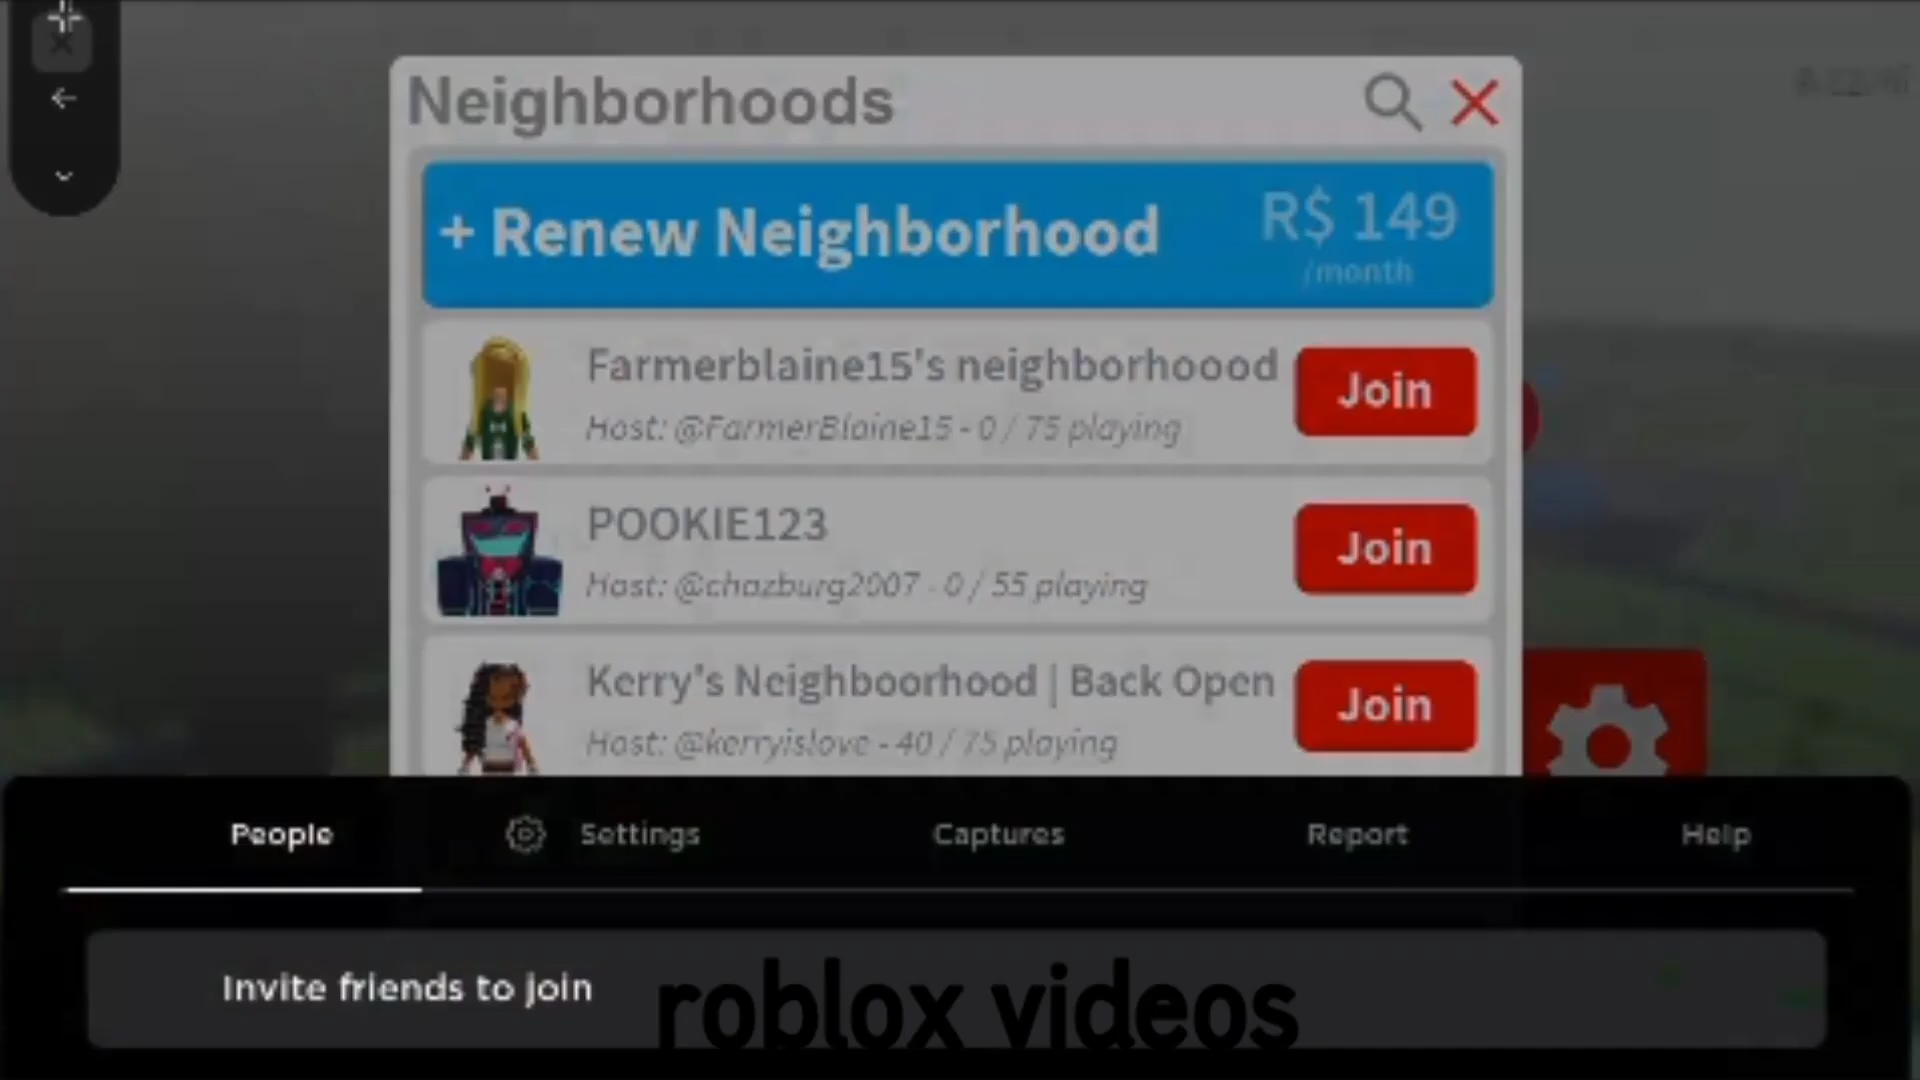 Neighborhoods
+ Renew Neighborhood
R$ 149
/month
Farmerblaine15's neighborhoood
Host: @FarmerBlaine15 - 0 / 75 playing
Join
POOKIE123
Host: @chazburg2007 - 0 / 55 playing
Join
Kerry's Neighboorhood | Back Open
Host: @kerryislove - 40 / 75 playing
Join
People
Settings
Captures
Report
Help
Invite friends to join
roblox videos